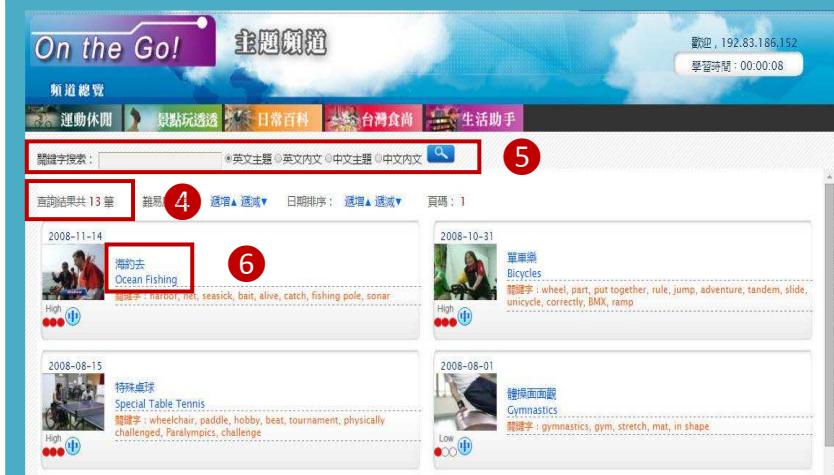 On the Go! 主題頻道
歡迎 , 192.83.186.152
學習時間 : 00:00:08
頻道總覽
運動休閒 景點玩透透 日常百科 台灣食尚 生活助手
關鍵字搜索 : 英文主題 英文內文 中文主題 中文內文
5
查詢結果共 13 筆 4 難易 遞增▲ 遞減▼ 日期排序 : 遞增▲ 遞減▼ 頁碼 : 1
2008-11-14
海釣去
Ocean Fishing
6
關鍵字 : harbor, net, seasick, bait, alive, catch, fishing pole, sonar
High 中
2008-10-31
單車樂
Bicycles
關鍵字 : wheel, part, put together, rule, jump, adventure, tandem, slide,
unicycle, correctly, BMX, ramp
High 中
2008-08-15
特殊桌球
Special Table Tennis
關鍵字 : wheelchair, paddle, hobby, beat, tournament, physically
challenged, Paralympics, challenge
High 中
2008-08-01
體操面面觀
Gymnastics
關鍵字 : gymnastics, gym, stretch, mat, in shape
Low 中